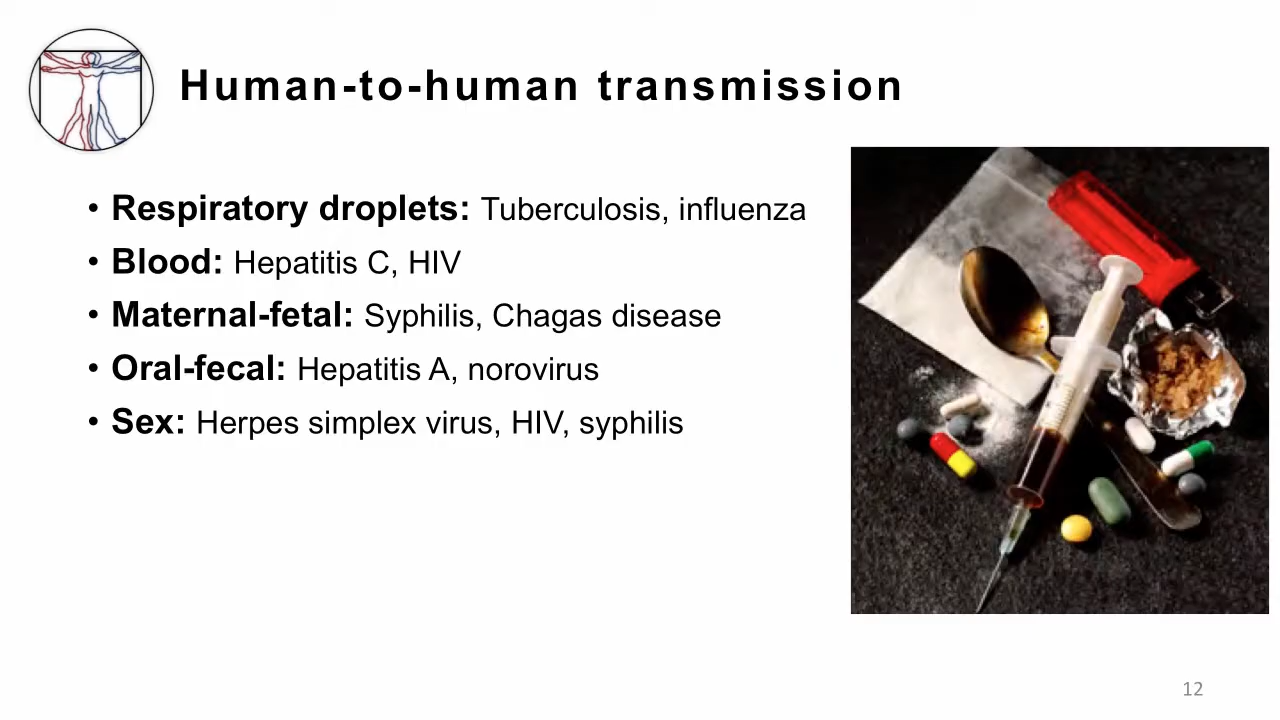 Human-to-human transmission
• Respiratory droplets: Tuberculosis, influenza
• Blood: Hepatitis C, HIV
• Maternal-fetal: Syphilis, Chagas disease
• Oral-fecal: Hepatitis A, norovirus
• Sex: Herpes simplex virus, HIV, syphilis
12